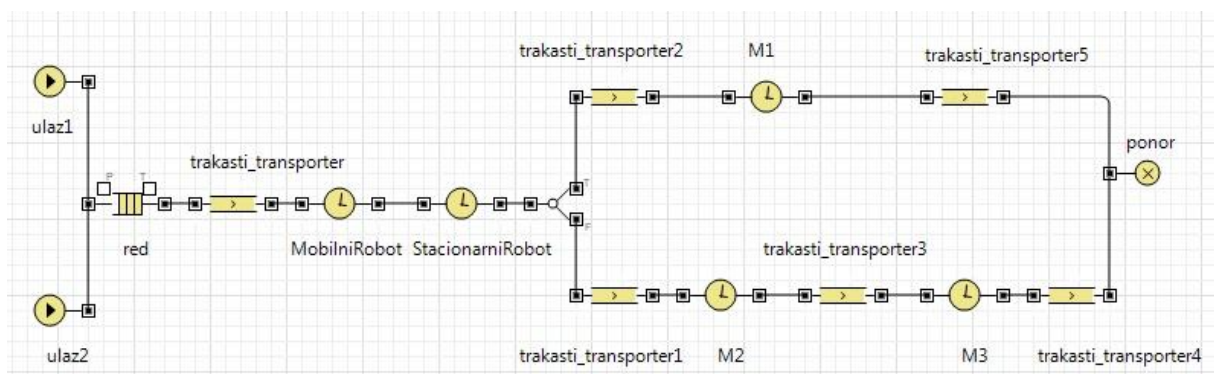 trakasti_transporter2
M1
trakasti_transporter5
ulaz1
ponor
trakasti_transporter
P
T
T
F
red
MobilniRobot
StacionarniRobot
trakasti_transporter3
ulaz2
trakasti_transporter1
M2
M3
trakasti_transporter4